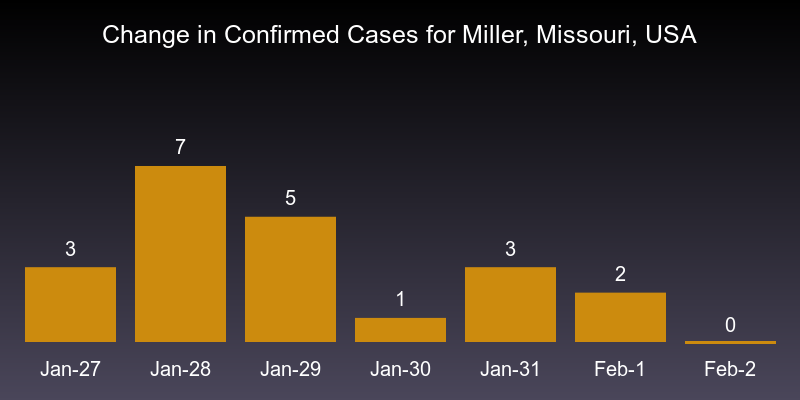 Change in Confirmed Cases for Miller, Missouri, USA
3
7
5
1
3
2
0
Jan-27
Jan-28
Jan-29
Jan-30
Jan-31
Feb-1
Feb-2